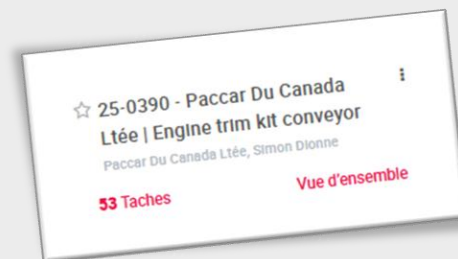 25-0390 - Paccar Du Canada
Ltée | Engine trim kit conveyor
Paccar Du Canada Ltée, Simon Dionne
53 Taches
Vue d'ensemble